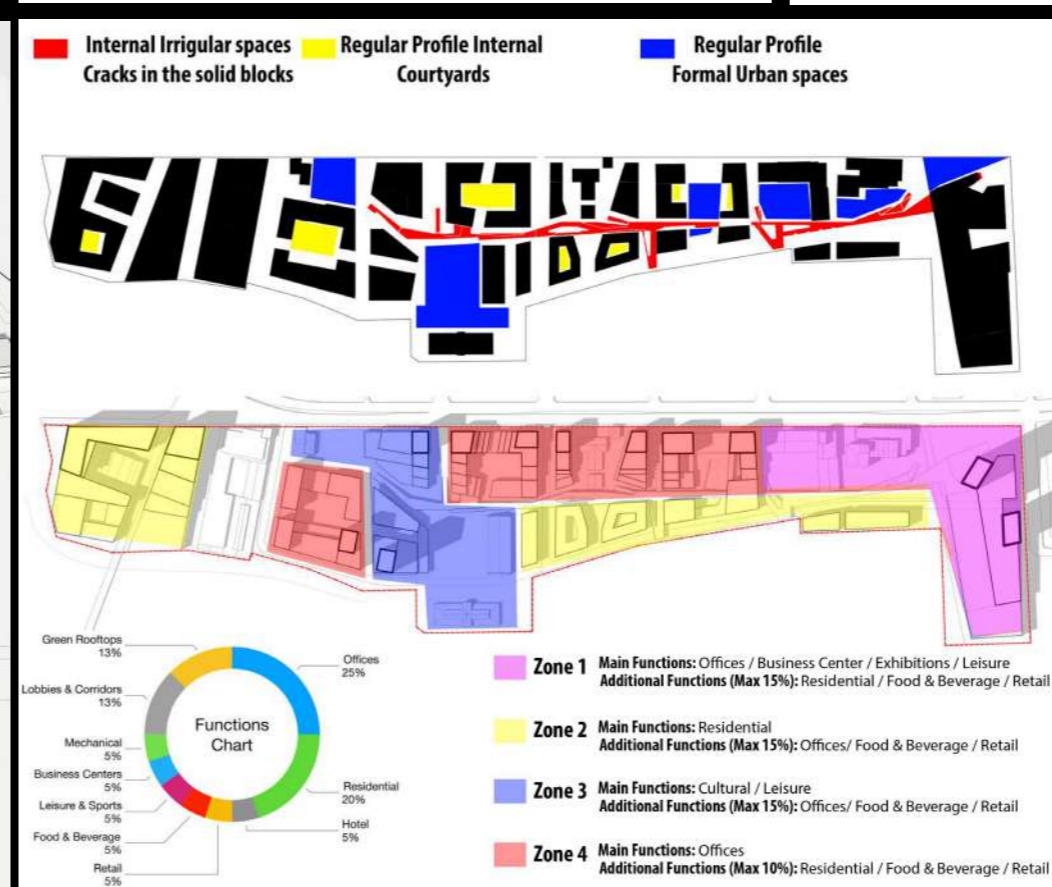 Internal Irrigular spaces
Cracks in the solid blocks
Regular Profile Internal
Courtyards
Regular Profile
Formal Urban spaces
Green Rooftops
13%
Lobbies & Corridors
13%
Mechanical
5%
Business Centers
5%
Leisure & Sports
5%
Food & Beverage
5%
Retail
5%
Functions
Chart
Offices
25%
Residential
20%
Hotel
5%
Zone 1 Main Functions: Offices / Business Center / Exhibitions / Leisure
Additional Functions (Max 15%): Residential / Food & Beverage / Retail
Zone 2 Main Functions: Residential
Additional Functions (Max 15%): Offices/ Food & Beverage / Retail
Zone 3 Main Functions: Cultural / Leisure
Additional Functions (Max 15%): Offices/ Food & Beverage / Retail
Zone 4 Main Functions: Offices
Additional Functions (Max 10%): Residential / Food & Beverage / Retail